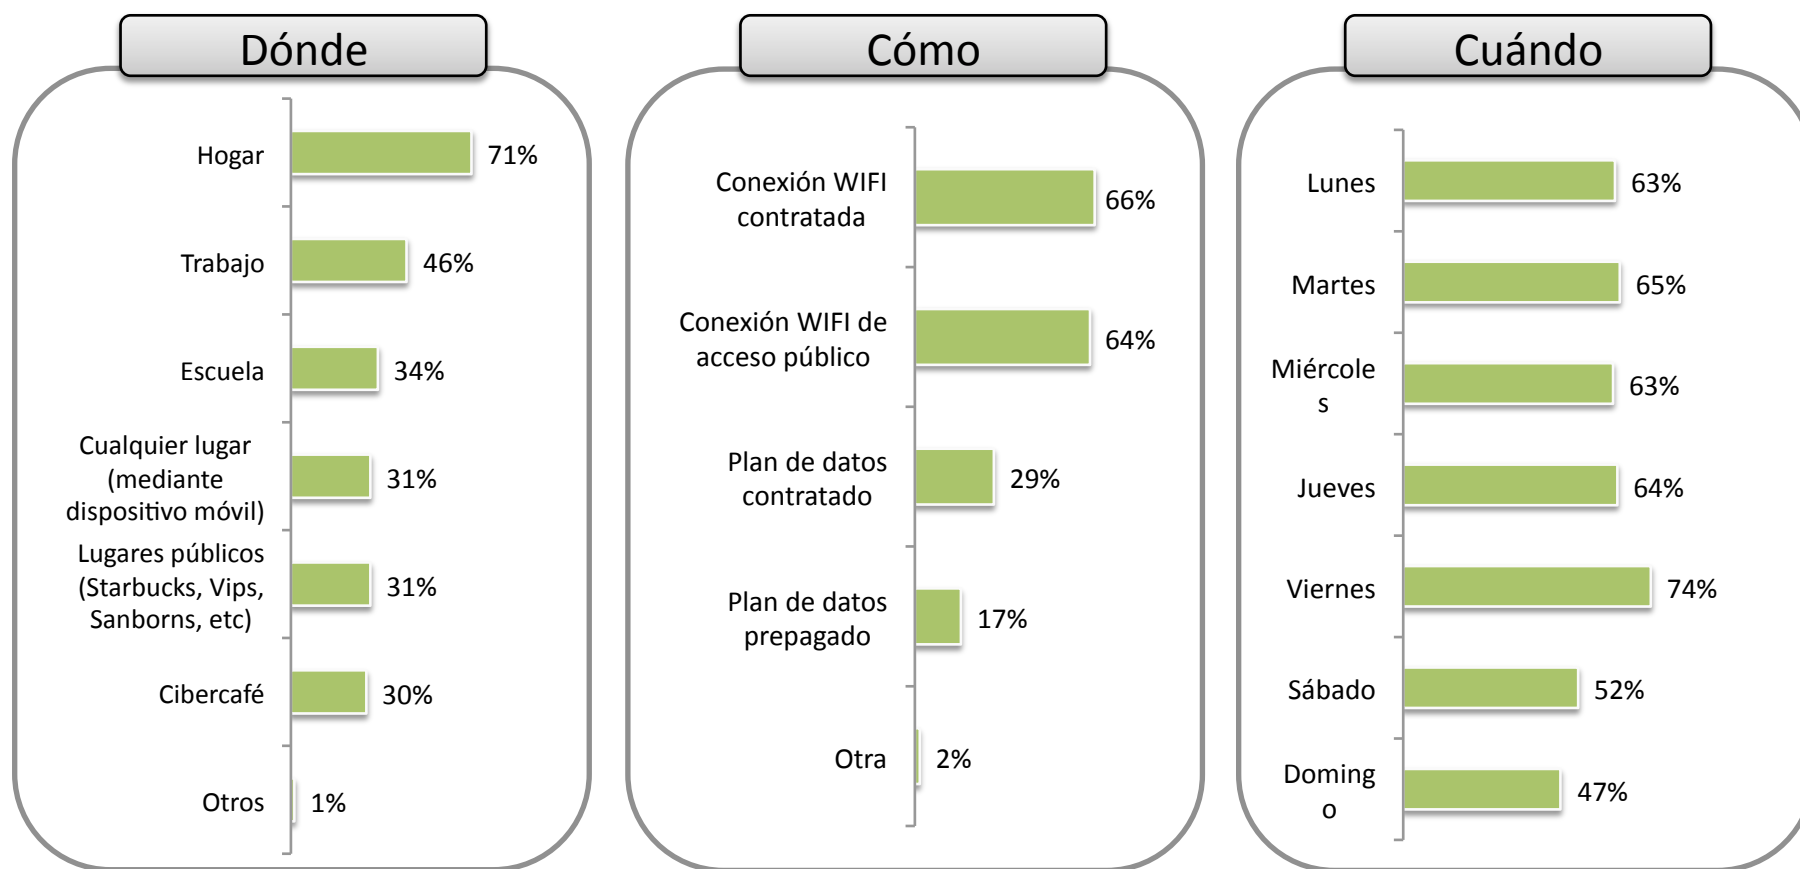 Dónde
Hogar
71%
Trabajo
46%
Escuela
34%
Cualquier lugar
(mediante
dispositivo móvil)
31%
Lugares públicos
(Starbucks, Vips,
Sanborns, etc)
31%
Cibercafé
30%
Otros
1%
Cómo
Conexión WIFI
contratada
66%
Conexión WIFI de
acceso público
64%
Plan de datos
contratado
29%
Plan de datos
prepagado
17%
Otra
2%
Cuándo
Lunes
63%
Martes
65%
Miércole
s
63%
Jueves
64%
Viernes
74%
Sábado
52%
Doming
o
47%